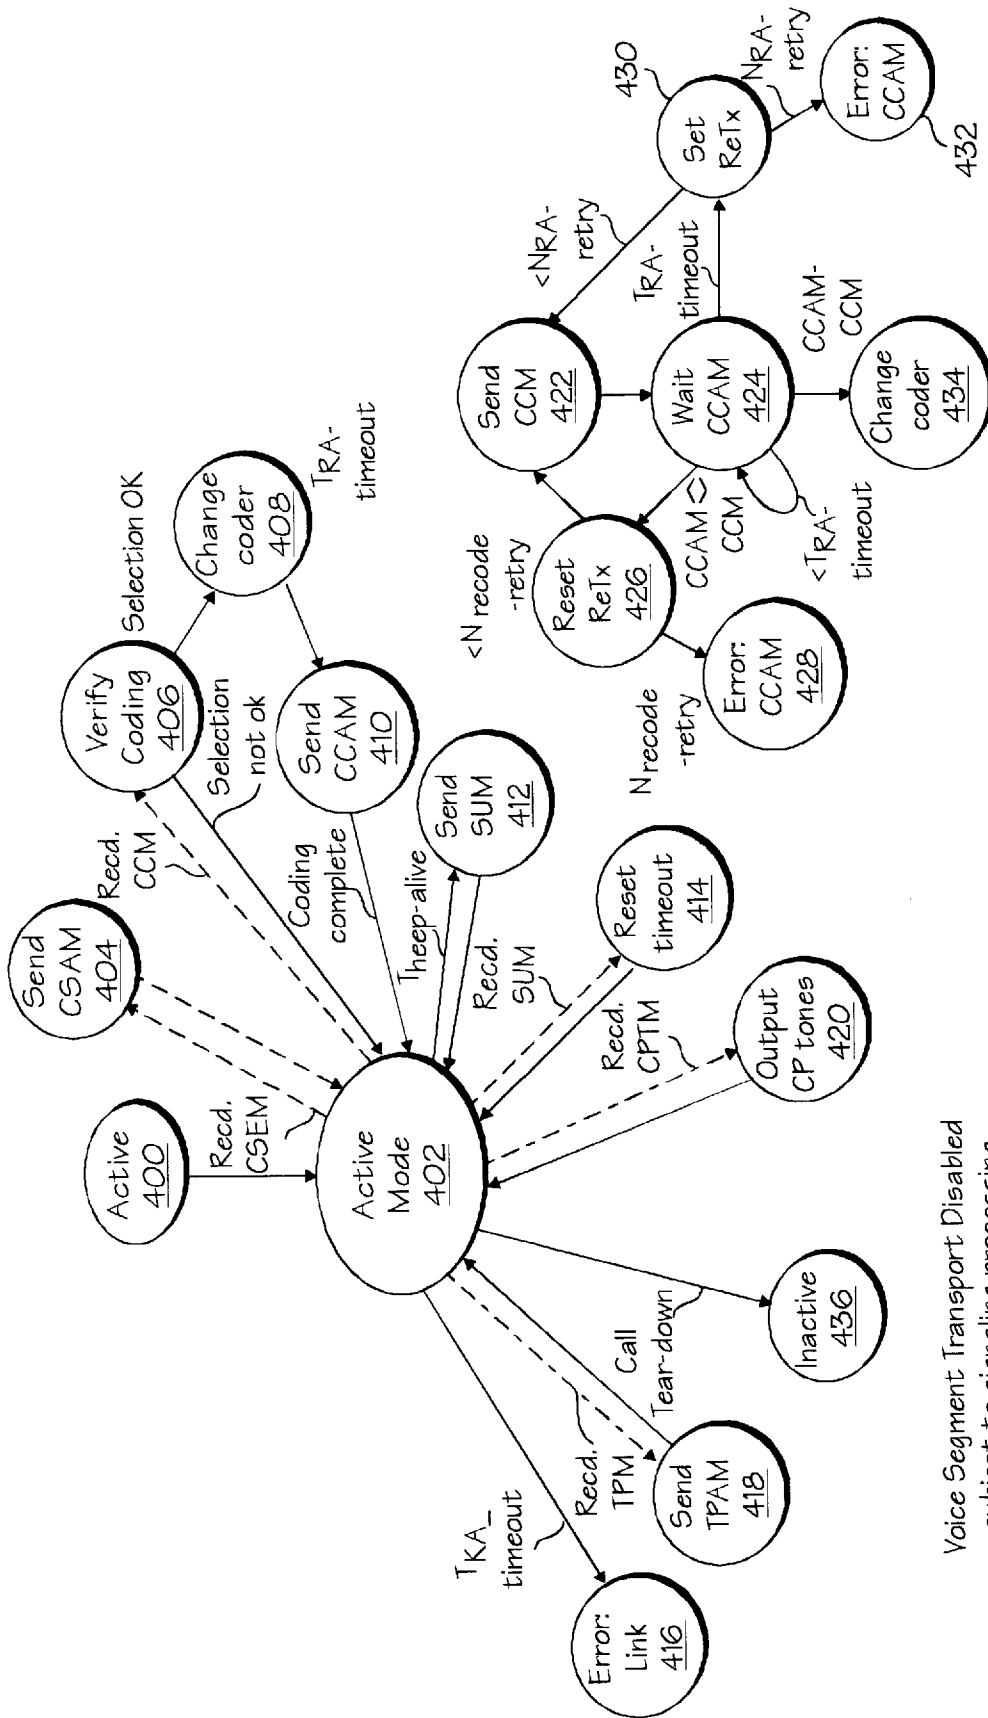 Active
400
Recd.
CSEM
Send
CSAM
404
Recd.
CCM
Verify
Coding
406
Selection OK
Selection
not ok
Change
coder
408
TRA-
timeout
Send
CCAM
410
Coding
complete
Active
Mode
402
Theep-alive
Send
SUM
412
Recd.
SUM
Reset
timeout
414
Recd.
CPTM
Output
CP tones
420
Call
Tear-down
Inactive
436
Recd.
TPM
Send
TPAM
418
TKA_
timeout
Error:
Link
416
Send
CCM
422
<NRA-
retry
Set
ReTx
430
NRA-
retry
Error:
CCAM
432
TRA-
timeout
Wait
CCAM
424
CCAM-
CCM
Change
coder
434
<TRA-
timeout
CCAM<>
CCM
<Nrecode
-retry
Reset
ReTx
426
Nrecode
-retry
Error:
CCAM
428
Voice Segment Transport Disabled
subject to signaling processing